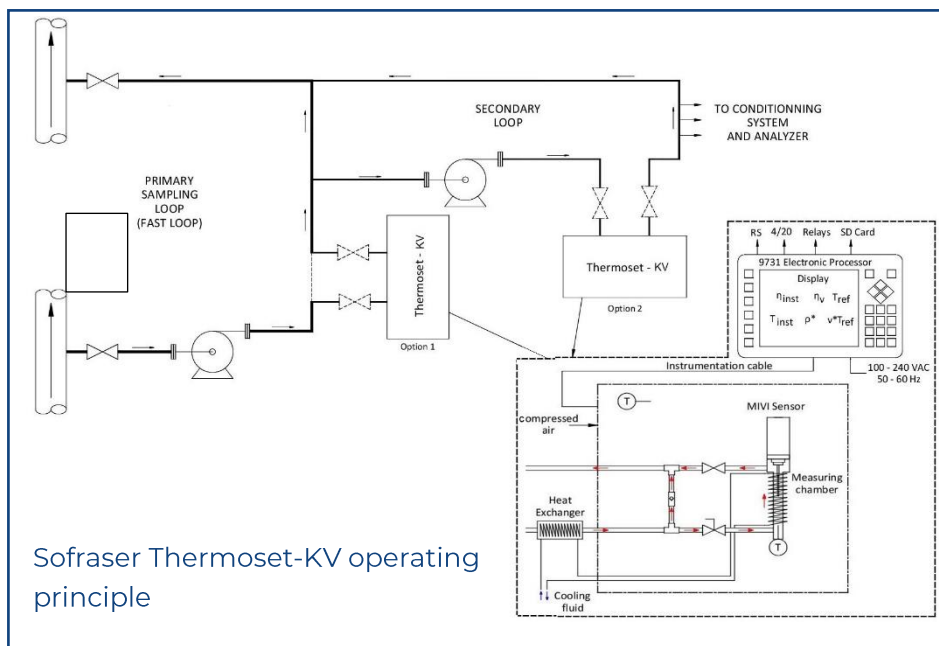 SECONDARY
LOOP
TO CONDITIONNING
SYSTEM
AND ANALYZER
PRIMARY
SAMPLING
LOOP
(FAST LOOP)
Thermoset - KV
Option 1
Thermoset - KV
Option 2
RS 4/20 Relays SD Card
9731 Electronic Processor
Display
ηinst ηv Tref
Tinst ρ* ν*Tref
Instrumentation cable
100 - 240 VAC
50 - 60 Hz
compressed
air
T
MIVI Sensor
Measuring
chamber
Heat
Exchanger
T
Cooling
fluid
Sofraser Thermoset-KV operating
principle